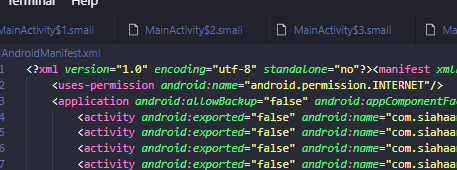 Terminal Help
MainActivity$1.smali MainActivity$2.smali MainActivity$3.smali
AndroidManifest.xml
1 <?xml version="1.0" encoding="utf-8" standalone="no"?><manifest xml
2 <uses-permission android:name="android.permission.INTERNET"/>
3 <application android:allowBackup="false" android:appComponentFa
4 <activity android:exported="false" android:name="com.siahaa
5 <activity android:exported="false" android:name="com.siahaa
6 <activity android:exported="false" android:name="com.siahaa
7 <activity android:exported="false" android:name="com.siahaa